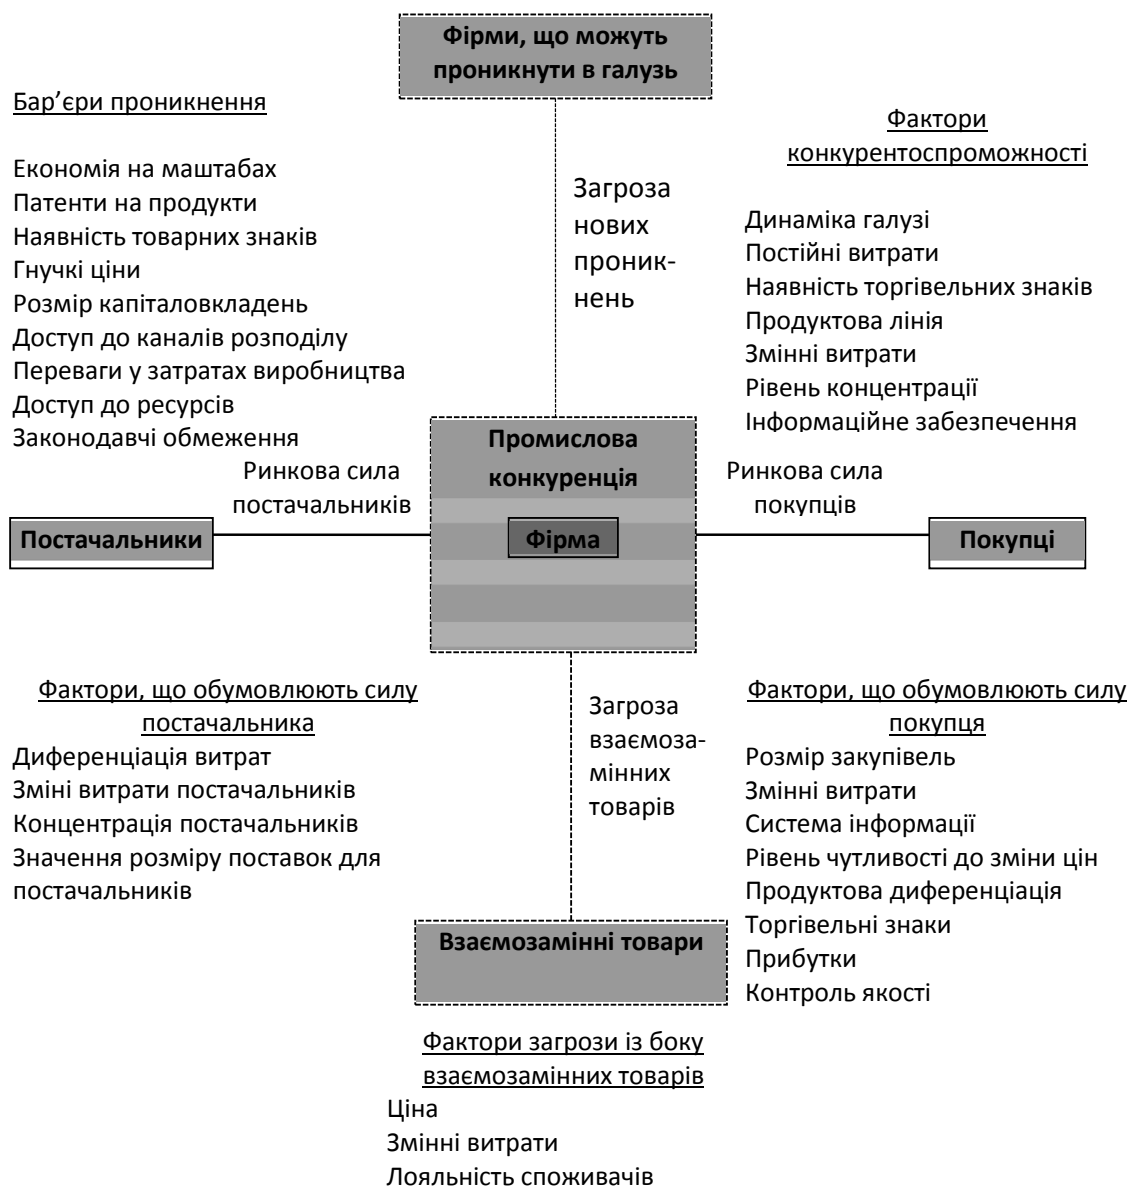 Фірми, що можуть
проникнути в галузь
Бар’єри проникнення
Економія на маштабах
Патенти на продукти
Наявність товарних знаків
Гнучкі ціни
Розмір капіталовкладень
Доступ до каналів розподілу
Переваги у затратах виробництва
Доступ до ресурсів
Законодавчі обмеження
Загроза
нових
проник-
нень
Фактори
конкурентоспроможності
Динаміка галузі
Постійні витрати
Наявність торгівельних знаків
Продуктова лінія
Змінні витрати
Рівень концентрації
Інформаційне забезпечення
Ринкова сила
постачальників
Промислова
конкуренція
Ринкова сила
покупців
Постачальники
Фірма
Покупці
Фактори, що обумовлюють силу
постачальника
Диференціація витрат
Зміні витрати постачальників
Концентрація постачальників
Значення розміру поставок для
постачальників
Загроза
взаємоза-
мінних
товарів
Фактори, що обумовлюють силу
покупця
Розмір закупівель
Змінні витрати
Система інформації
Рівень чутливості до зміни цін
Продуктова диференціація
Торгівельні знаки
Прибутки
Контроль якості
Взаємозамінні товари
Фактори загрози із боку
взаємозамінних товарів
Ціна
Змінні витрати
Лояльність споживачів